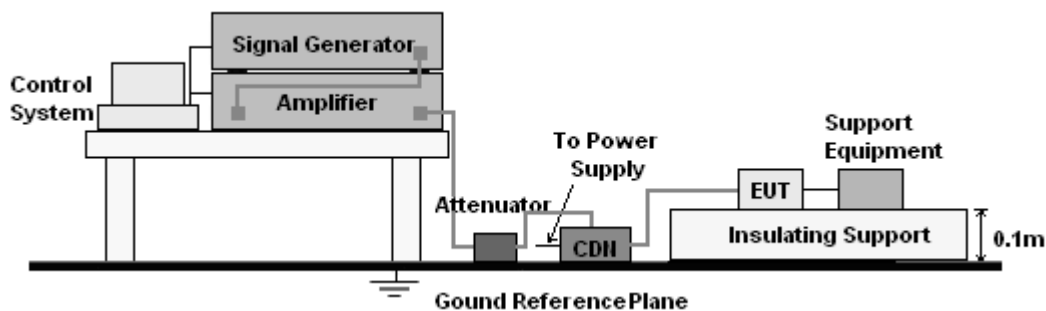 Signal Generator
Control
System
Amplifier
To Power
Supply
Support
Equipment
Attenuator
EUT
CDN
Insulating Support
0.1m
Gound Reference Plane